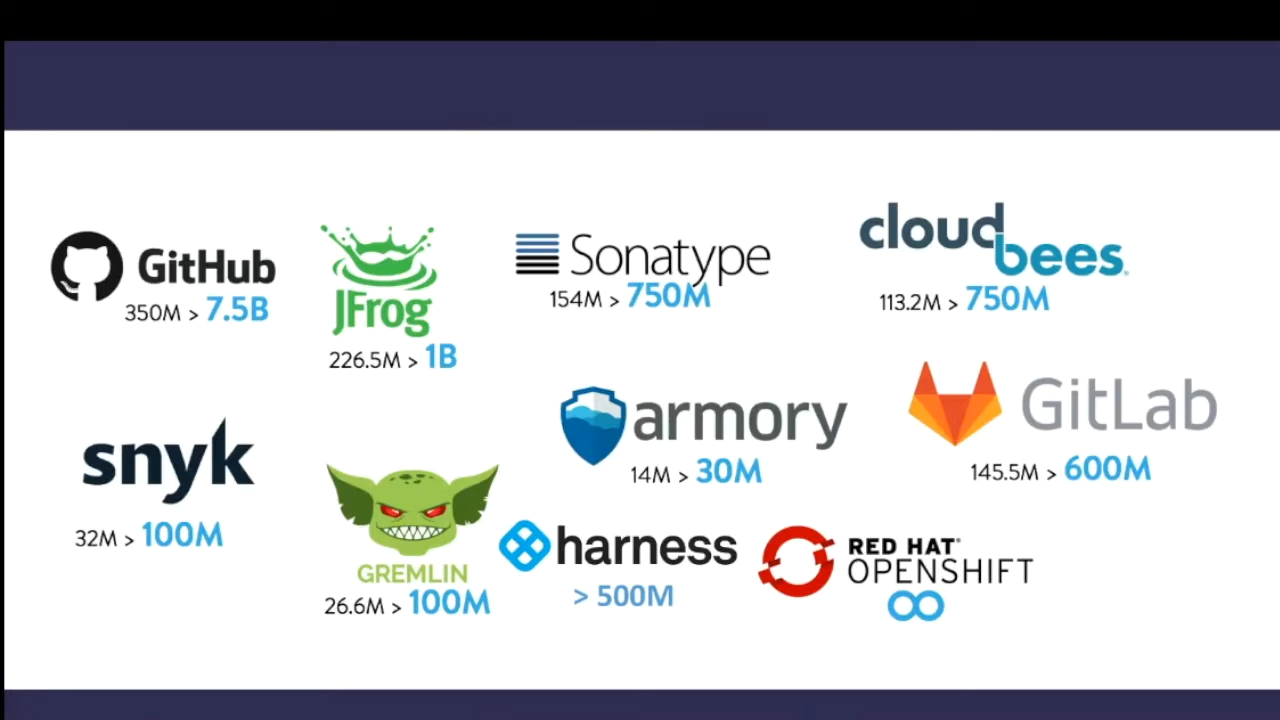 GitHub
350M > 7.5B
JFrog
226.5M > 1B
Sonatype
154M > 750M
cloudbees®
113.2M > 750M
snyk
32M > 100M
GREMLIN
26.6M > 100M
armory
14M > 30M
GitLab
145.5M > 600M
harness
> 500M
RED HAT®
OPENSHIFT
∞